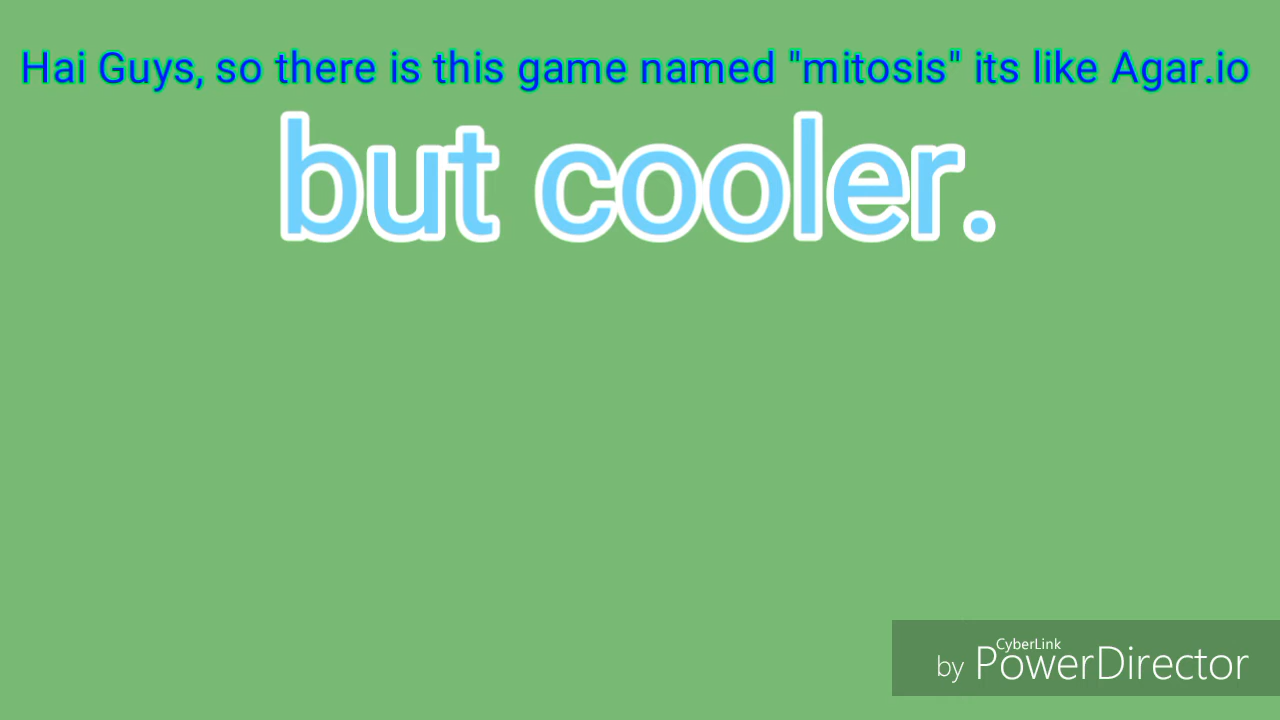 Hai Guys, so there is this game named "mitosis" its like Agar.io
but cooler.
CyberLink
by PowerDirector